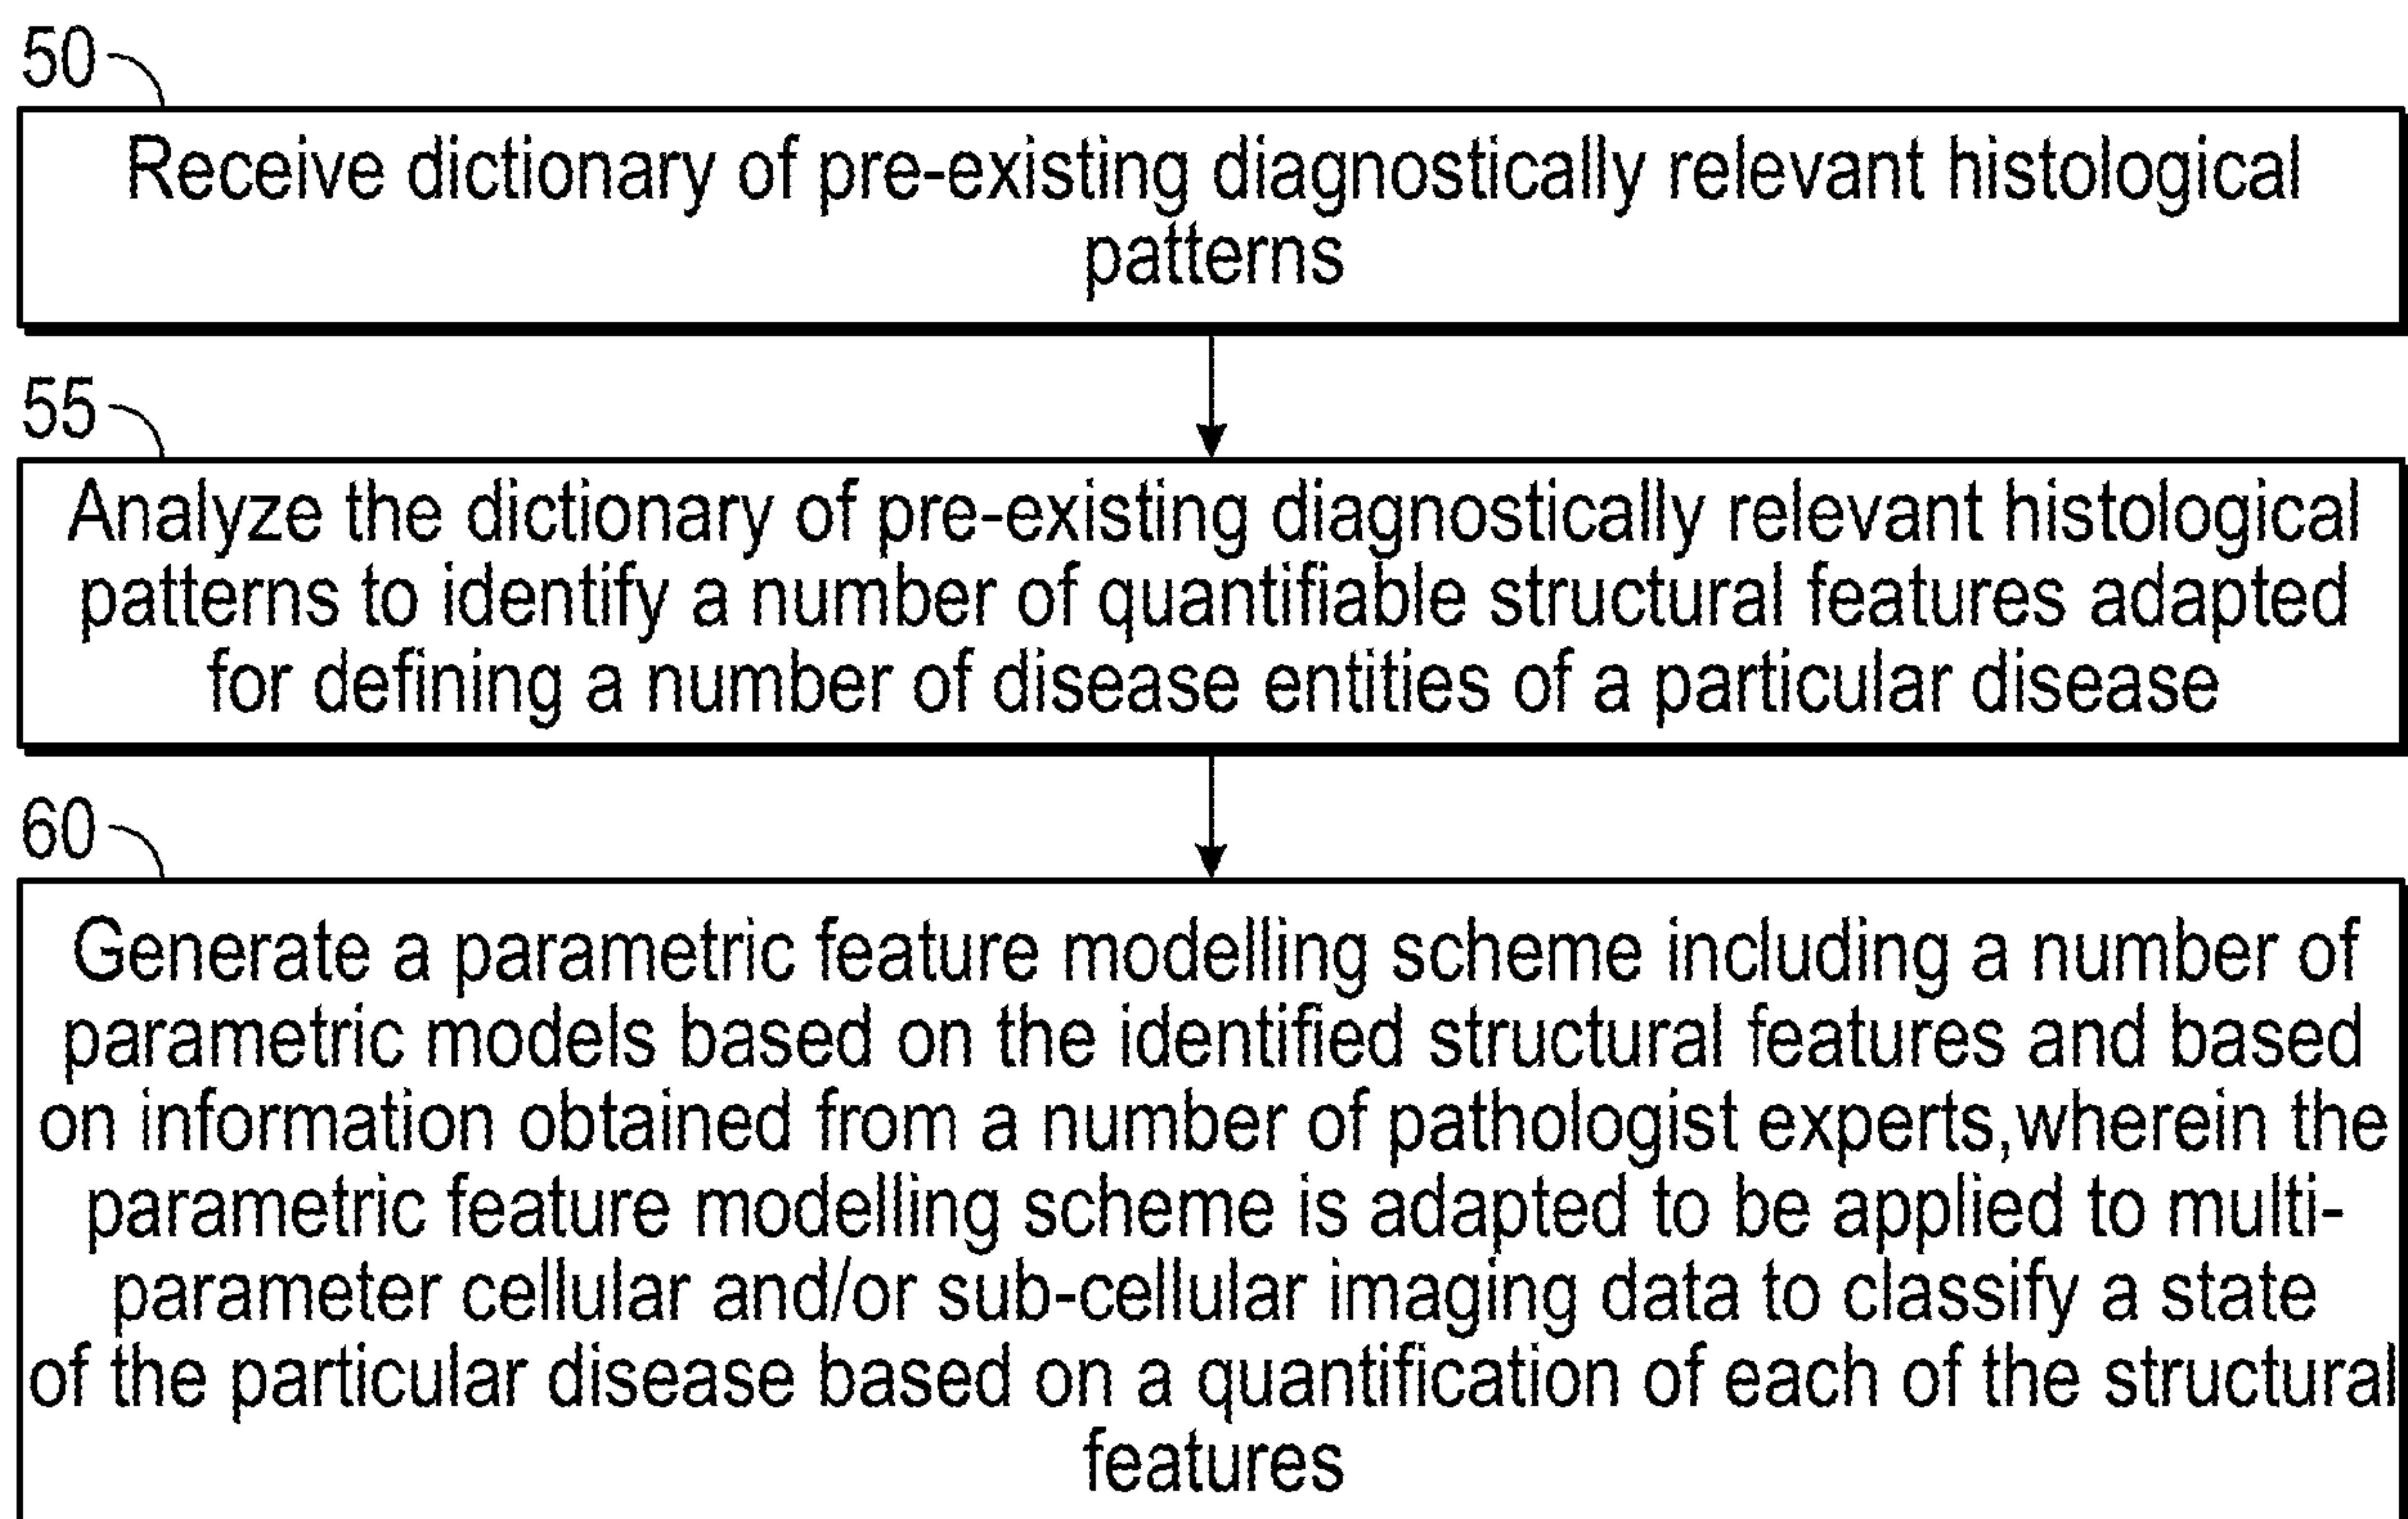 50
Receive dictionary of pre-existing diagnostically relevant histological
patterns
55
Analyze the dictionary of pre-existing diagnostically relevant histological
patterns to identify a number of quantifiable structural features adapted
for defining a number of disease entities of a particular disease
60
Generate a parametric feature modelling scheme including a number of
parametric models based on the identified structural features and based
on information obtained from a number of pathologist experts,wherein the
parametric feature modelling scheme is adapted to be applied to multi-
parameter cellular and/or sub-cellular imaging data to classify a state
of the particular disease based on a quantification of each of the structural
features